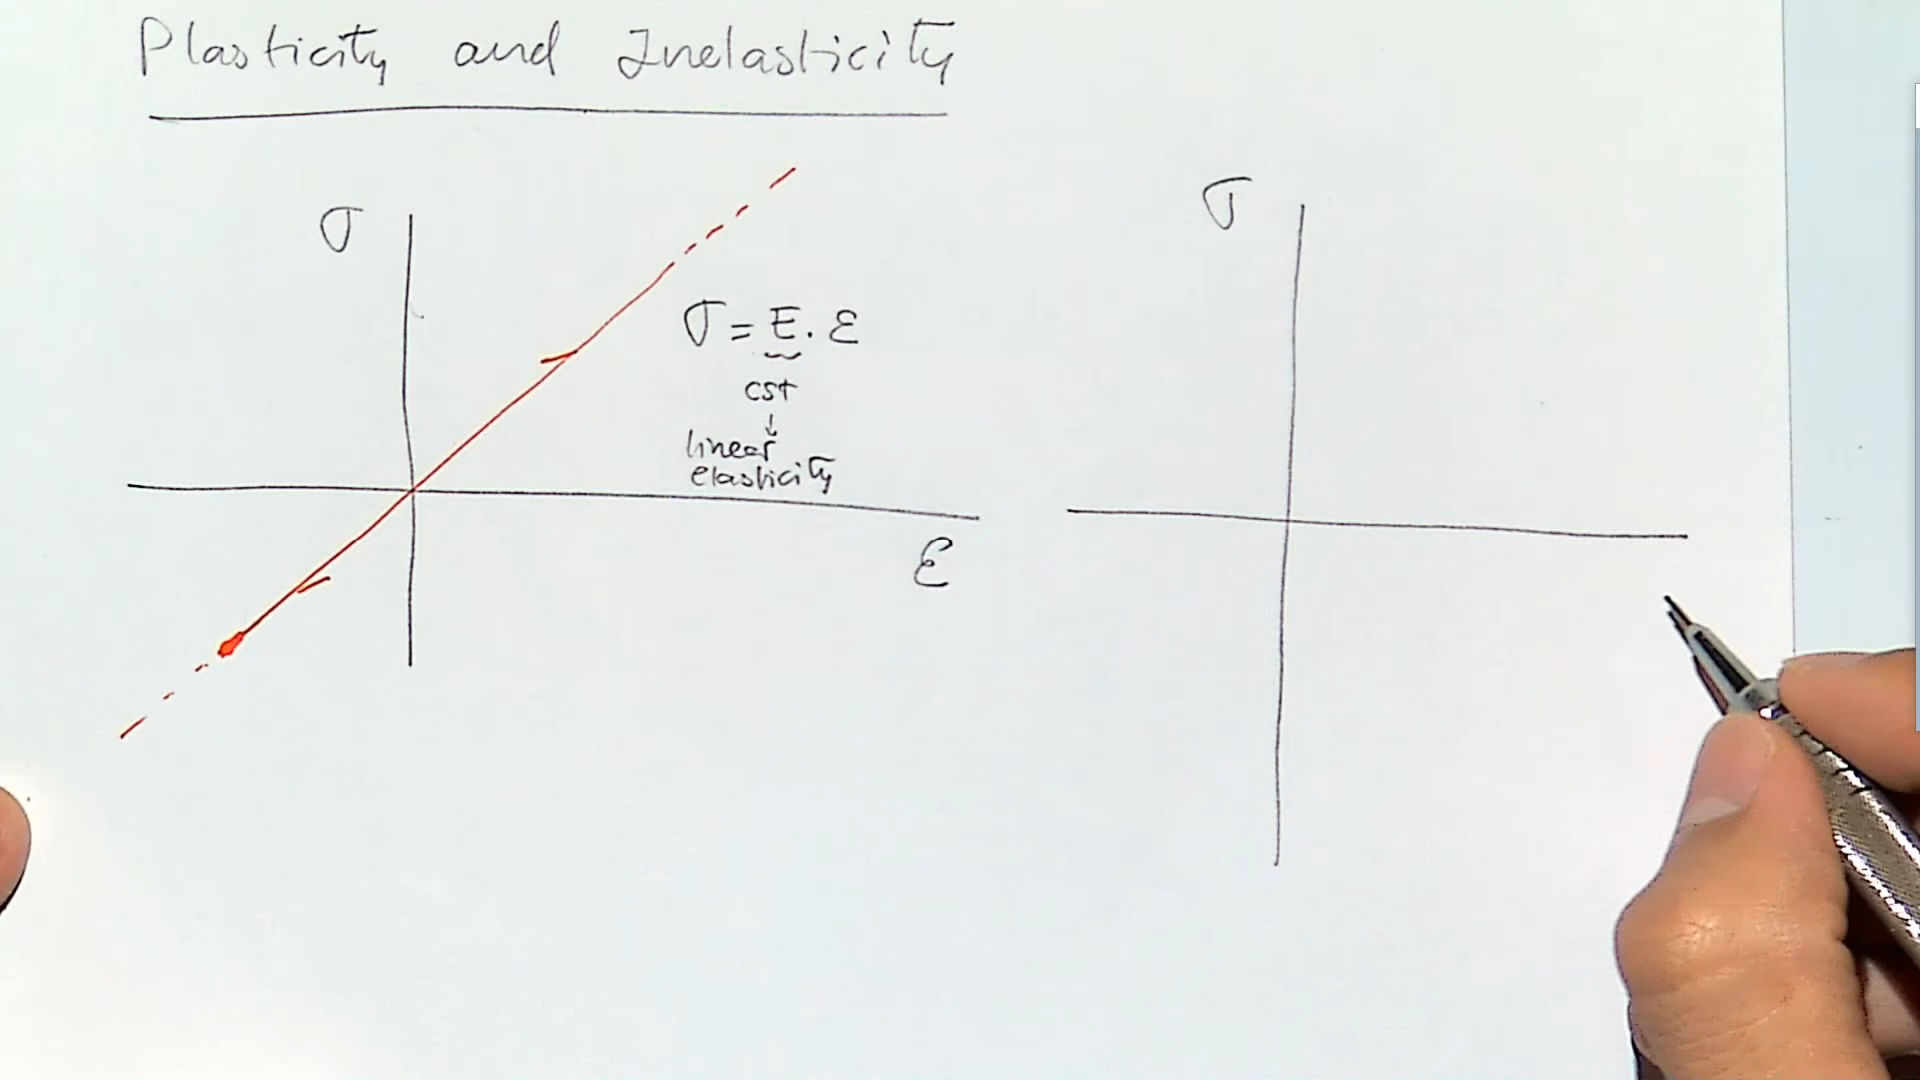 Plasticity and Inelasticity
σ
σ = E . ε
cst
↓
linear
elasticity
ε
σ